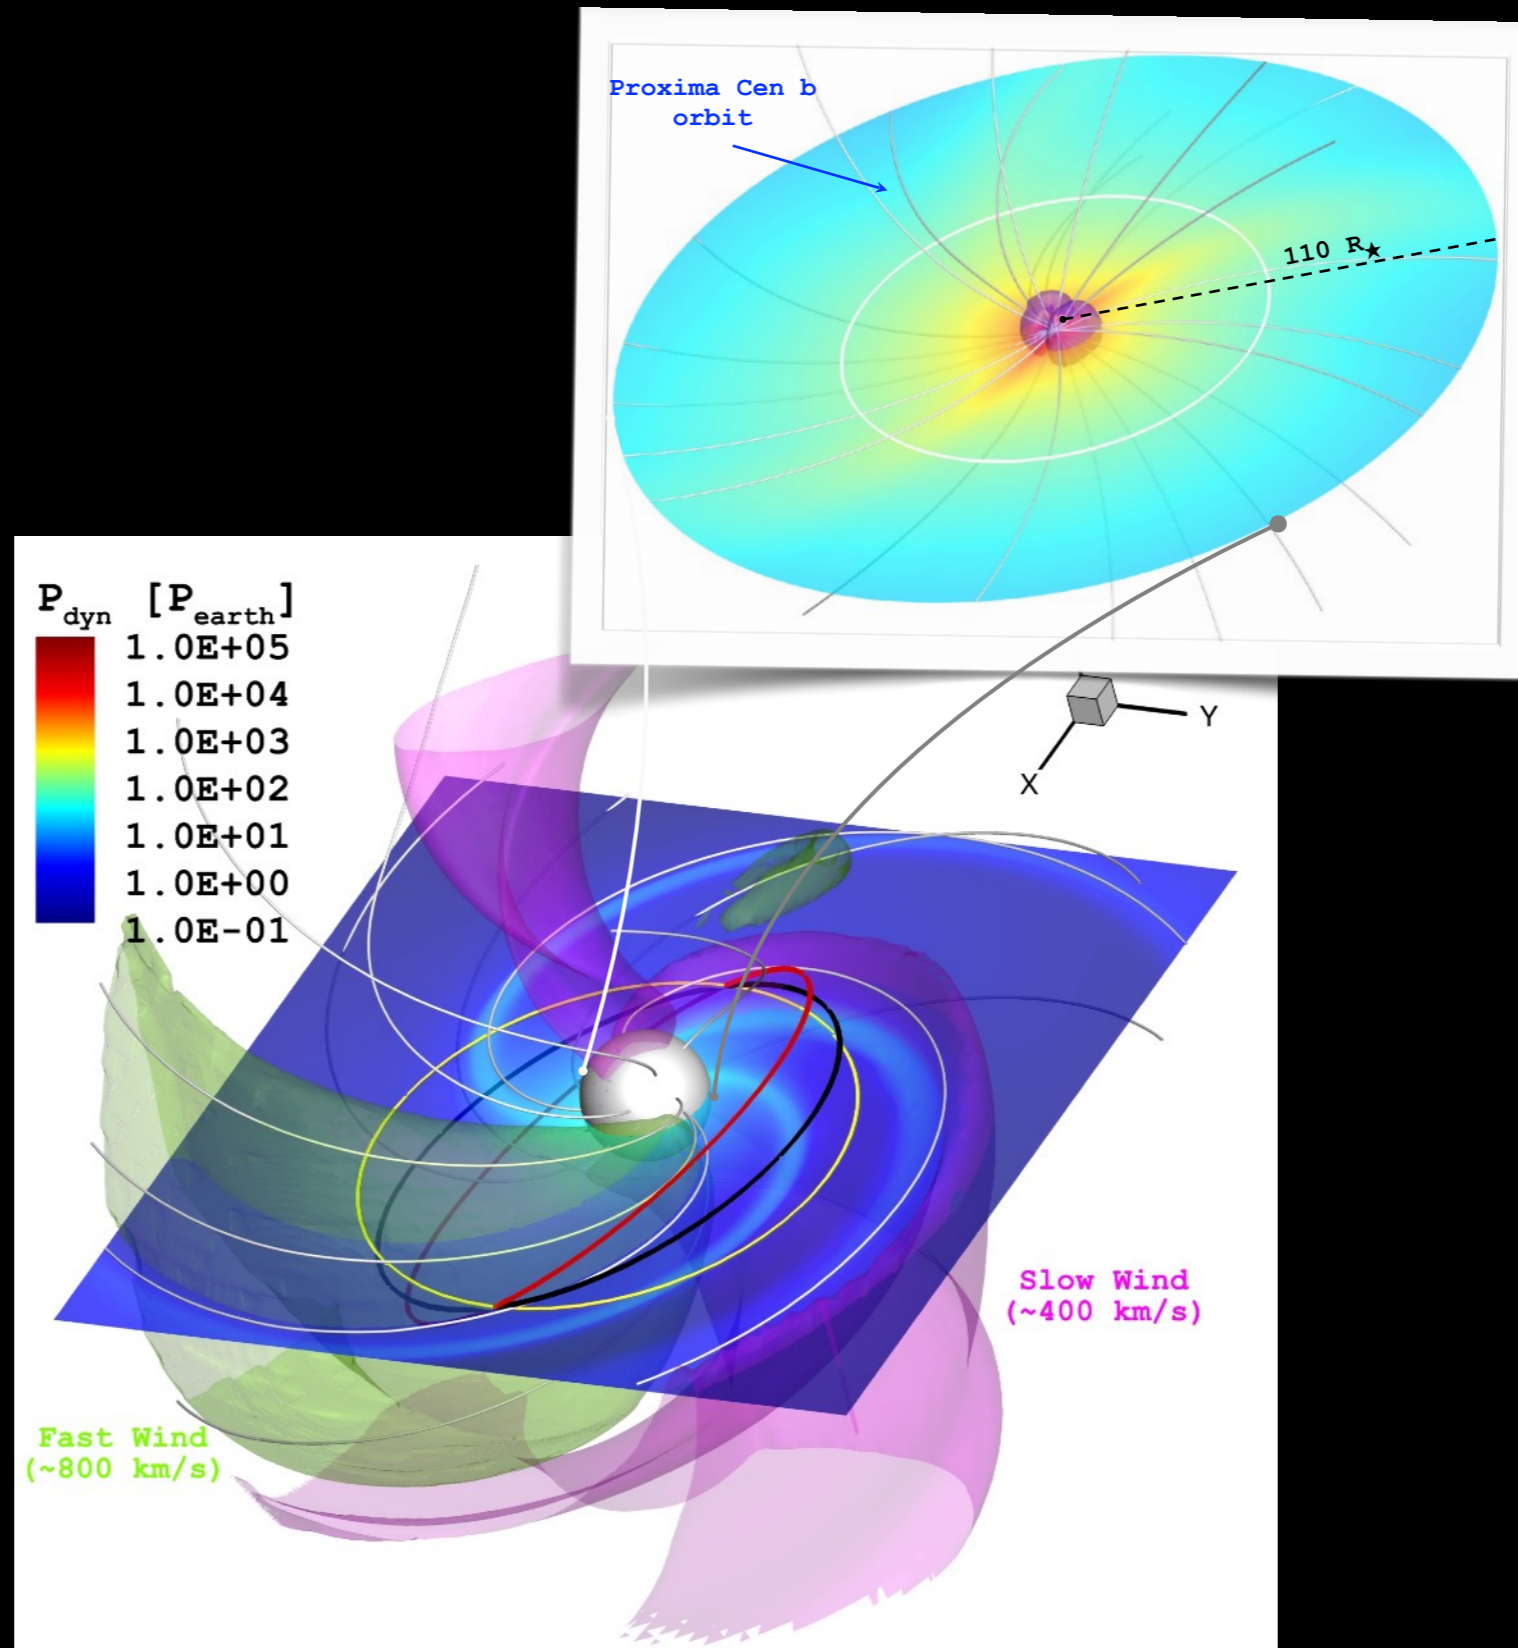 Proxima Cen b
orbit
110 R★
P_dyn [P_earth]
1.0E+05
1.0E+04
1.0E+03
1.0E+02
1.0E+01
1.0E+00
1.0E-01
Y
X
Slow Wind
(~400 km/s)
Fast Wind
(~800 km/s)